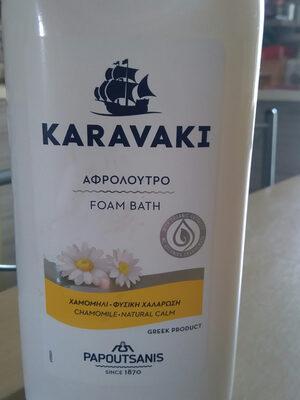 KARAVAKI
ΑΦΡΟΛΟΥΤΡΟ
FOAM BATH
ΧΑΜΟΜΗΛΙ • ΦΥΣΙΚΗ ΧΑΛΑΡΩΣΗ
CHAMOMILE • NATURAL CALM
GREEK PRODUCT
PAPOUTSANIS
SINCE 1870